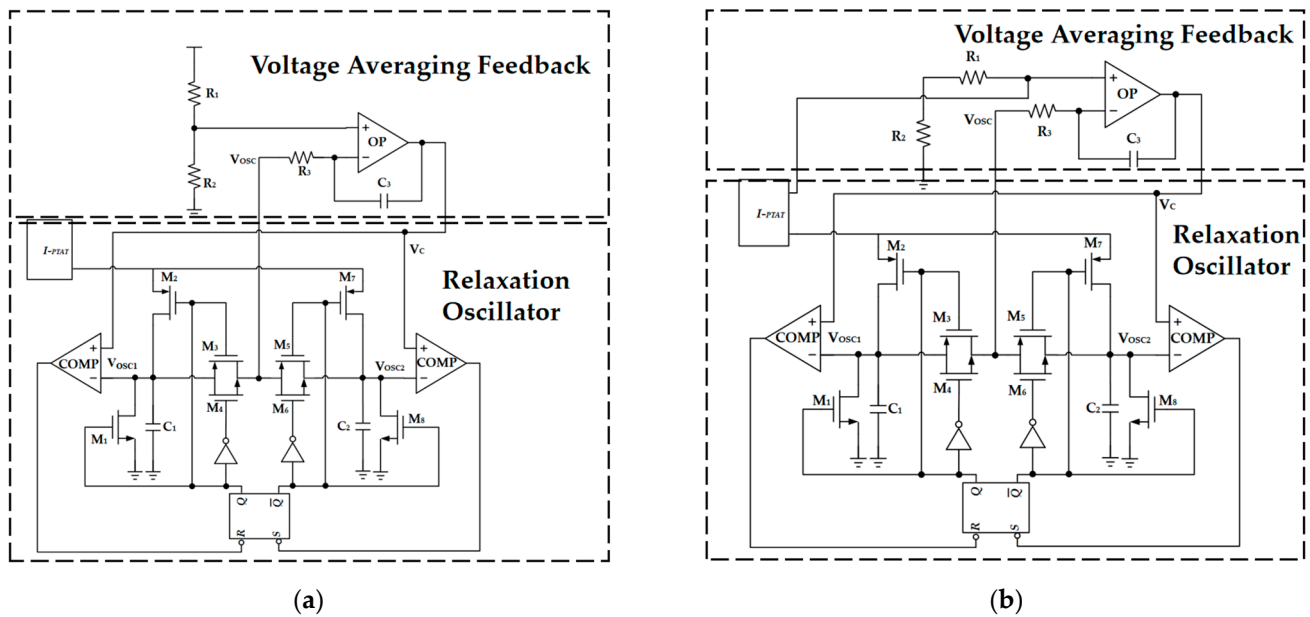 Voltage Averaging Feedback
R1
+
OP
R2
VOSC
R3
−
C3
I-PTAT
VC
M2
M7
Relaxation
Oscillator
+
COMP
−
VOSC1
M3
M5
VOSC2
+
COMP
−
M4
M6
M1
C1
C2
M8
Q
Q̅
R
S
(a)
Voltage Averaging Feedback
R1
+
OP
R2
VOSC
R3
−
C3
I-PTAT
VC
M2
M7
Relaxation
Oscillator
+
COMP
−
VOSC1
M3
M5
VOSC2
+
COMP
−
M4
M6
M1
C1
C2
M8
Q
Q̅
R
S
(b)